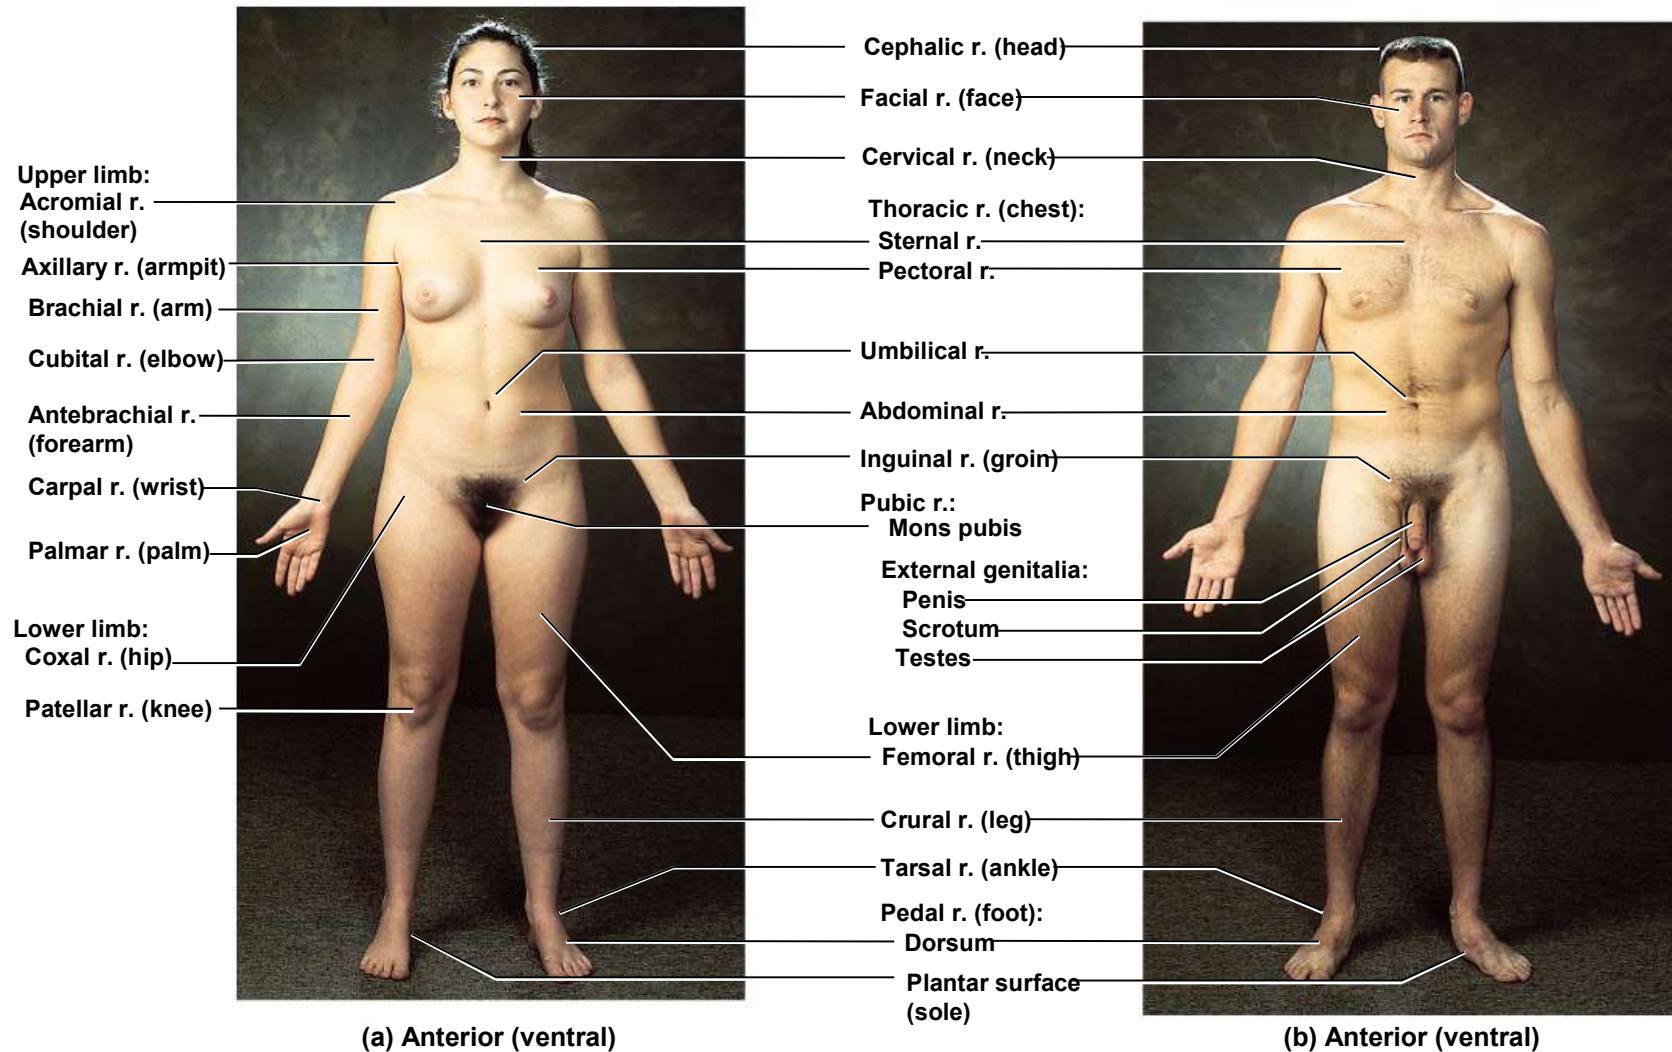 Cephalic r. (head)
Facial r. (face)
Cervical r. (neck)
Thoracic r. (chest):
Sternal r.
Pectoral r.
Umbilical r.
Abdominal r.
Inguinal r. (groin)
Pubic r.:
Mons pubis
External genitalia:
Penis
Scrotum
Testes
Lower limb:
Femoral r. (thigh)
Crural r. (leg)
Tarsal r. (ankle)
Pedal r. (foot):
Dorsum
Plantar surface
(sole)
Upper limb:
Acromial r.
(shoulder)
Axillary r. (armpit)
Brachial r. (arm)
Cubital r. (elbow)
Antebrachial r.
(forearm)
Carpal r. (wrist)
Palmar r. (palm)
Lower limb:
Coxal r. (hip)
Patellar r. (knee)
(a) Anterior (ventral)
(b) Anterior (ventral)